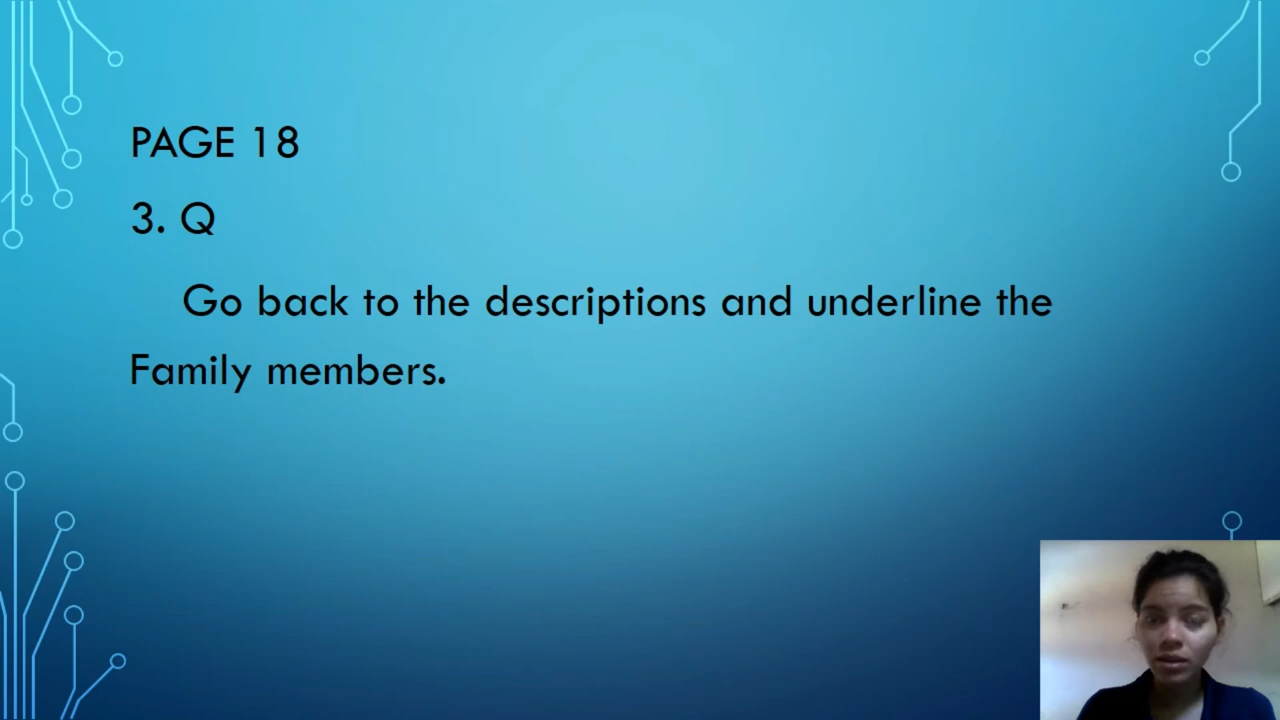 PAGE 18
3. Q
Go back to the descriptions and underline the
Family members.